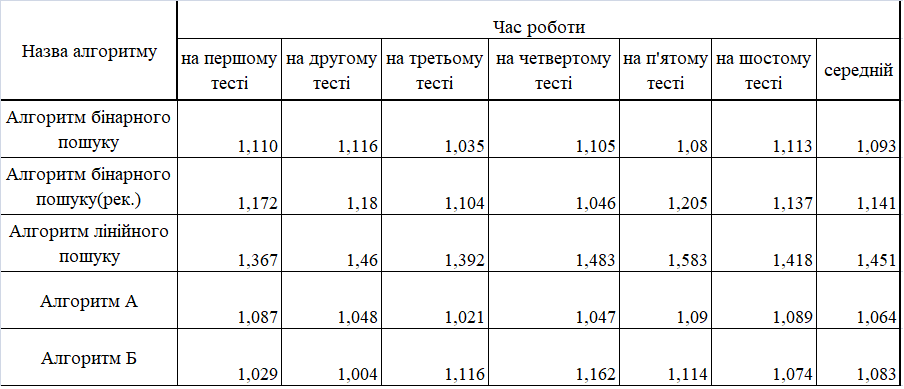 Назва алгоритму
Час роботи
на першому тесті
на другому тесті
на третьому тесті
на четвертому тесті
на п'ятому тесті
на шостому тесті
середній
Алгоритм бінарного пошуку 1,110 1,116 1,035 1,105 1,08 1,113 1,093
Алгоритм бінарного пошуку(рек.) 1,172 1,18 1,104 1,046 1,205 1,137 1,141
Алгоритм лінійного пошуку 1,367 1,46 1,392 1,483 1,583 1,418 1,451
Алгоритм А 1,087 1,048 1,021 1,047 1,09 1,089 1,064
Алгоритм Б 1,029 1,004 1,116 1,162 1,114 1,074 1,083